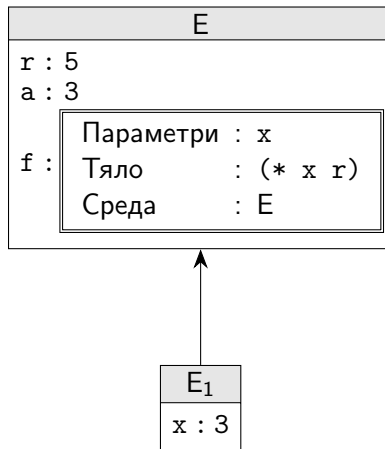 E
r : 5
a : 3
f :
Параметри : x
Тяло : (* x r)
Среда : E
E₁
x : 3